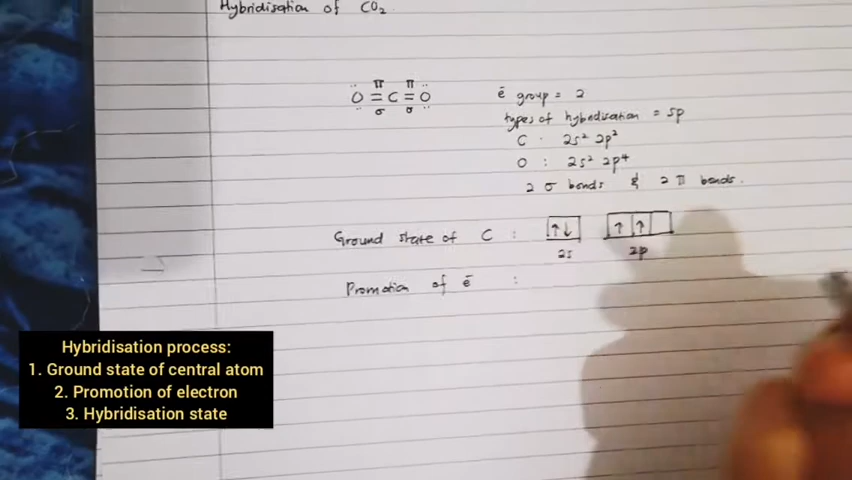 Hybridisation of CO₂
.. π π ..
O = C = O
.. σ σ ..
ē group = 2
types of hybridisation = sp
C : 2s² 2p²
O : 2s² 2p⁴
2 σ bonds & 2 π bonds.
Ground state of C : ↑↓ ↑ ↑
2s 2p
Promotion of ē :
Hybridisation process:
1. Ground state of central atom
2. Promotion of electron
3. Hybridisation state